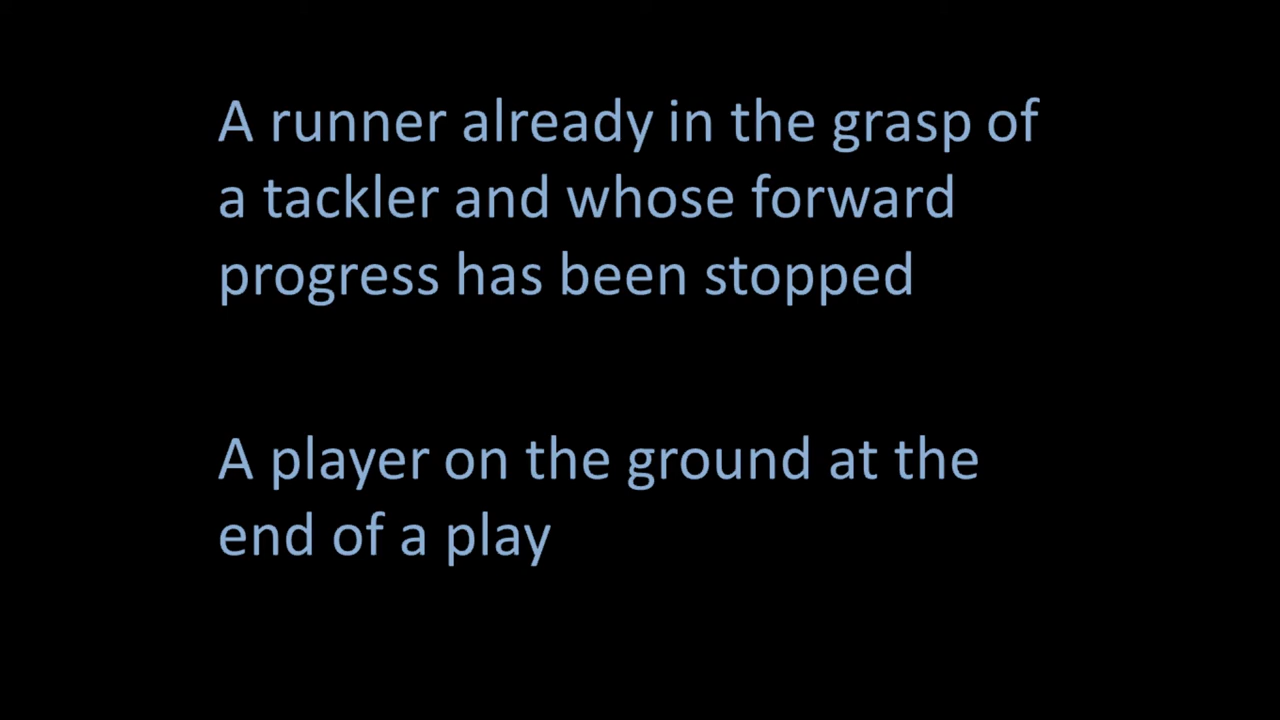 A runner already in the grasp of
a tackler and whose forward
progress has been stopped
A player on the ground at the
end of a play